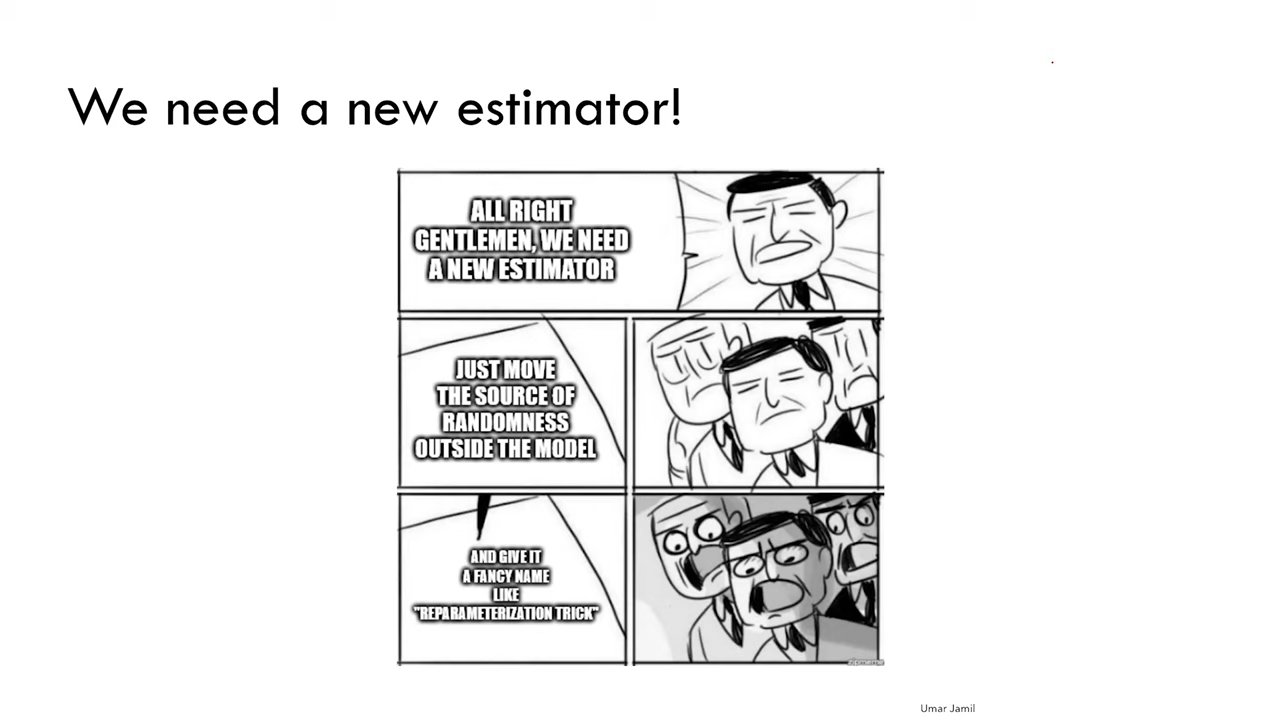 We need a new estimator!
ALL RIGHT
GENTLEMEN, WE NEED
A NEW ESTIMATOR
JUST MOVE
THE SOURCE OF
RANDOMNESS
OUTSIDE THE MODEL
AND GIVE IT
A FANCY NAME
LIKE
"REPARAMETERIZATION TRICK"
Umar Jamil